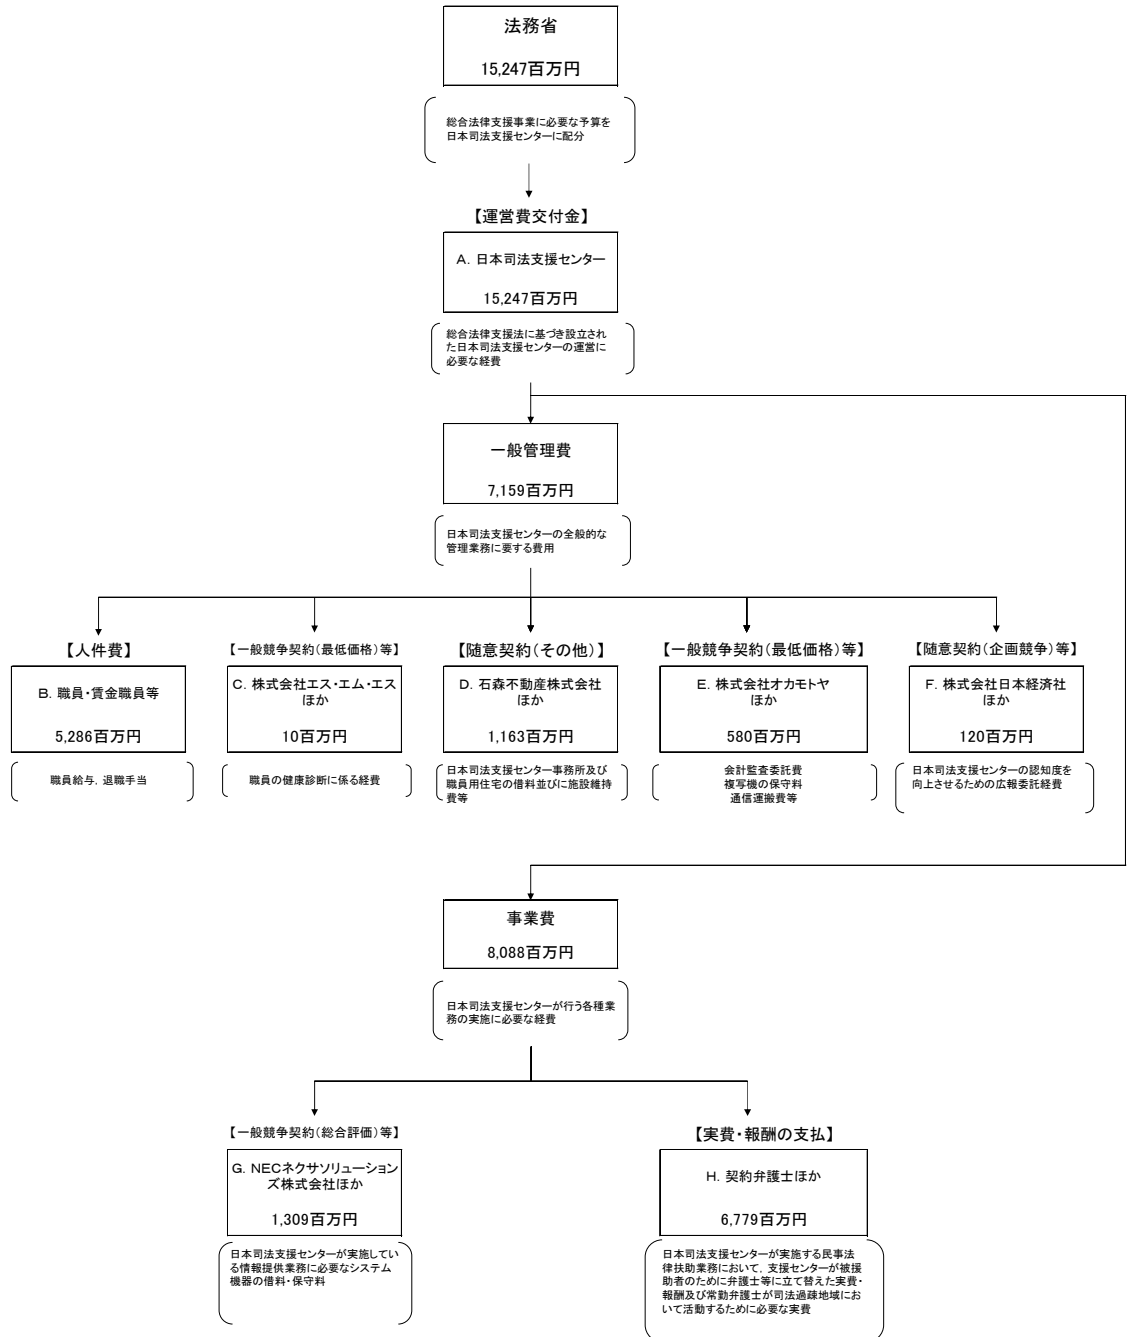 法務省
15,247百万円
総合法律支援事業に必要な予算を
日本司法支援センターに配分
【運営費交付金】
A. 日本司法支援センター
15,247百万円
総合法律支援法に基づき設立され
た日本司法支援センターの運営に
必要な経費
一般管理費
7,159百万円
日本司法支援センターの全般的な
管理業務に要する費用
【人件費】
B. 職員・賃金職員等
5,286百万円
職員給与, 退職手当
【一般競争契約(最低価格)等】
C. 株式会社エス・エム・エス
ほか
10百万円
職員の健康診断に係る経費
【随意契約(その他)】
D. 石森不動産株式会社
ほか
1,163百万円
日本司法支援センター事務所及び
職員用住宅の借料並びに施設維持
費等
【一般競争契約(最低価格)等】
E. 株式会社オカモトヤ
ほか
580百万円
会計監査委託費
複写機の保守料
通信運搬費等
【随意契約(企画競争)等】
F. 株式会社日本経済社
ほか
120百万円
日本司法支援センターの認知度を
向上させるための広報委託経費
事業費
8,088百万円
日本司法支援センターが行う各種業
務の実施に必要な経費
【一般競争契約(総合評価)等】
G. NECネクサソリューション
ズ株式会社ほか
1,309百万円
日本司法支援センターが実施してい
る情報提供業務に必要なシステム
機器の借料・保守料
【実費・報酬の支払】
H. 契約弁護士ほか
6,779百万円
日本司法支援センターが実施する民事法
律扶助業務において, 支援センターが被援
助者のために弁護士等に立て替えた実費・
報酬及び常勤弁護士が司法過疎地域にお
いて活動するために必要な実費